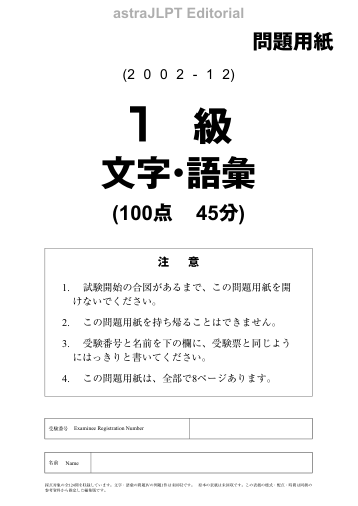 astraJLPT Editorial
問題用紙
(2002-12)
1 級
文字・語彙
(100点 45分)
注 意
1. 試験開始の合図があるまで、この問題用紙を開
けないでください。
2. この問題用紙を持ち帰ることはできません。
3. 受験番号と名前を下の欄に、受験票と同じよう
にはっきりと書いてください。
4. この問題用紙は、全部で8ページあります。
受験番号 Examinee Registration Number
名前 Name